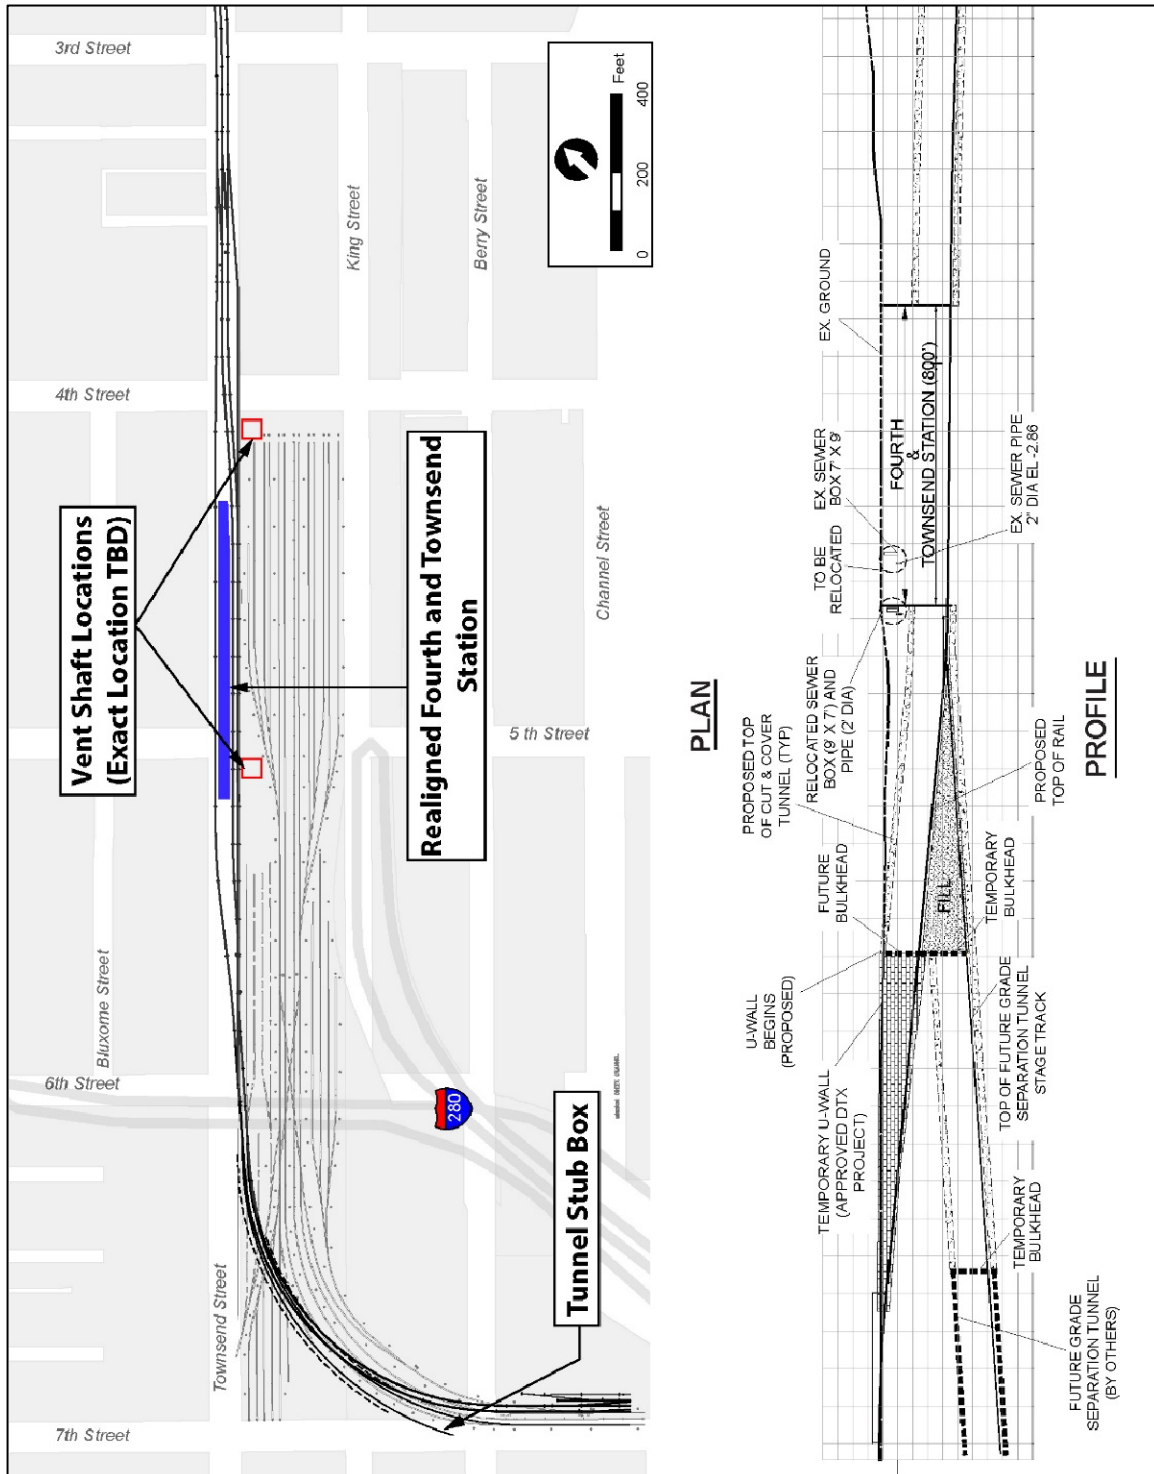 3rd Street
4th Street
5 th Street
6th Street
7th Street
King Street
Berry Street
Channel Street
Bluxome Street
Townsend Street
Feet
0
200
400
280
Vent Shaft Locations
(Exact Location TBD)
Realigned Fourth and Townsend
Station
Tunnel Stub Box
PLAN
EX. GROUND
FOURTH
&
TOWNSEND STATION (800')
EX. SEWER
BOX 7' X 9'
TO BE
RELOCATED
EX. SEWER PIPE
2" DIA EL -2.86
RELOCATED SEWER
BOX (9' X 7') AND
PIPE (2' DIA)
PROPOSED TOP
OF CUT & COVER
TUNNEL (TYP)
FUTURE
BULKHEAD
U-WALL
BEGINS
(PROPOSED)
TEMPORARY U-WALL
(APPROVED DTX
PROJECT)
FILL
PROPOSED
TOP OF RAIL
TEMPORARY
BULKHEAD
TOP OF FUTURE GRADE
SEPARATION TUNNEL
STAGE TRACK
TEMPORARY
BULKHEAD
FUTURE GRADE
SEPARATION TUNNEL
(BY OTHERS)
PROFILE